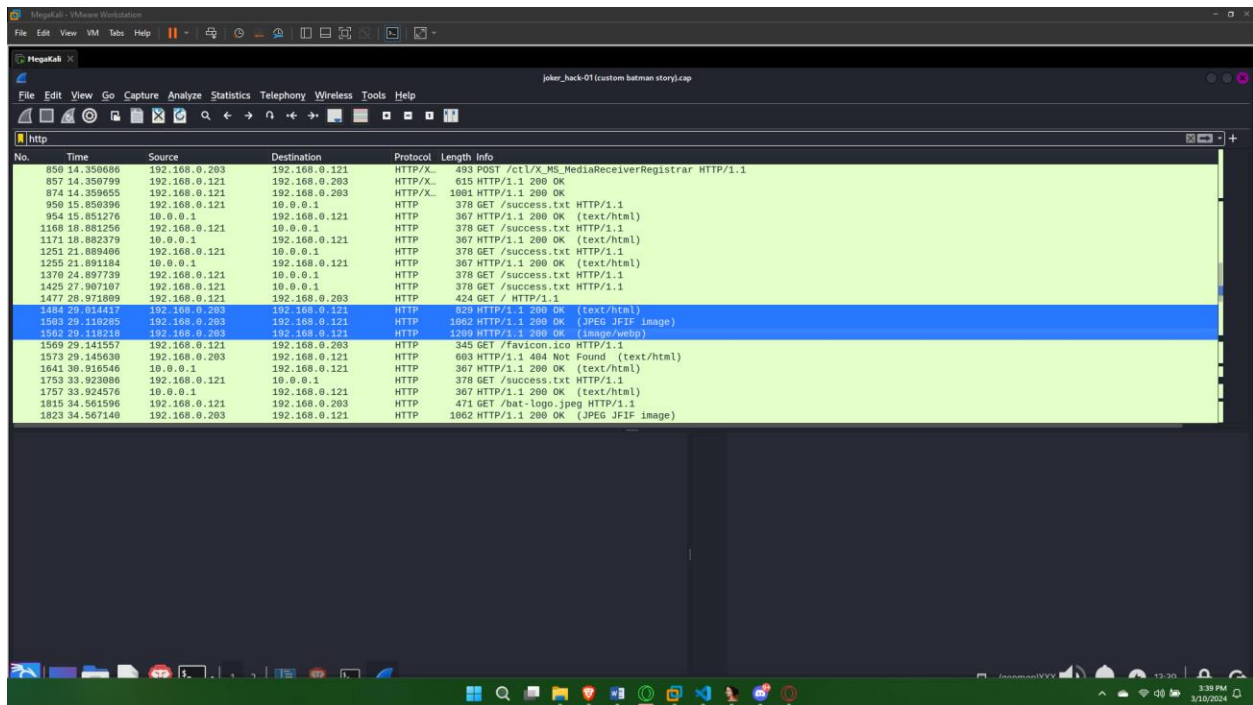 MegaKali - VMware Workstation
File Edit View VM Tabs Help
MegaKali
joker_hack-01 (custom batman story).cap
File Edit View Go Capture Analyze Statistics Telephony Wireless Tools Help
http
No. Time Source Destination Protocol Length Info
850 14.350686 192.168.0.203 192.168.0.121 HTTP/X… 493 POST /ctl/X_MS_MediaReceiverRegistrar HTTP/1.1
857 14.350799 192.168.0.121 192.168.0.203 HTTP/X… 615 HTTP/1.1 200 OK
874 14.359655 192.168.0.121 192.168.0.203 HTTP/X… 1001 HTTP/1.1 200 OK
950 15.850396 192.168.0.121 10.0.0.1 HTTP 378 GET /success.txt HTTP/1.1
954 15.851276 10.0.0.1 192.168.0.121 HTTP 367 HTTP/1.1 200 OK (text/html)
1168 18.881256 192.168.0.121 10.0.0.1 HTTP 378 GET /success.txt HTTP/1.1
1171 18.882379 10.0.0.1 192.168.0.121 HTTP 367 HTTP/1.1 200 OK (text/html)
1251 21.889406 192.168.0.121 10.0.0.1 HTTP 378 GET /success.txt HTTP/1.1
1255 21.891184 10.0.0.1 192.168.0.121 HTTP 367 HTTP/1.1 200 OK (text/html)
1370 24.897739 192.168.0.121 10.0.0.1 HTTP 378 GET /success.txt HTTP/1.1
1425 27.907107 192.168.0.121 10.0.0.1 HTTP 378 GET /success.txt HTTP/1.1
1477 28.971809 192.168.0.121 192.168.0.203 HTTP 424 GET / HTTP/1.1
1484 29.014417 192.168.0.203 192.168.0.121 HTTP 829 HTTP/1.1 200 OK (text/html)
1503 29.110285 192.168.0.203 192.168.0.121 HTTP 1062 HTTP/1.1 200 OK (JPEG JFIF image)
1562 29.118218 192.168.0.203 192.168.0.121 HTTP 1209 HTTP/1.1 200 OK (image/webp)
1569 29.141557 192.168.0.121 192.168.0.203 HTTP 345 GET /favicon.ico HTTP/1.1
1573 29.145630 192.168.0.203 192.168.0.121 HTTP 603 HTTP/1.1 404 Not Found (text/html)
1641 30.916546 10.0.0.1 192.168.0.121 HTTP 367 HTTP/1.1 200 OK (text/html)
1753 33.923086 192.168.0.121 10.0.0.1 HTTP 378 GET /success.txt HTTP/1.1
1757 33.924576 10.0.0.1 192.168.0.121 HTTP 367 HTTP/1.1 200 OK (text/html)
1815 34.561596 192.168.0.121 192.168.0.203 HTTP 471 GET /bat-logo.jpeg HTTP/1.1
1823 34.567140 192.168.0.203 192.168.0.121 HTTP 1062 HTTP/1.1 200 OK (JPEG JFIF image)
3:39 PM
3/10/2024